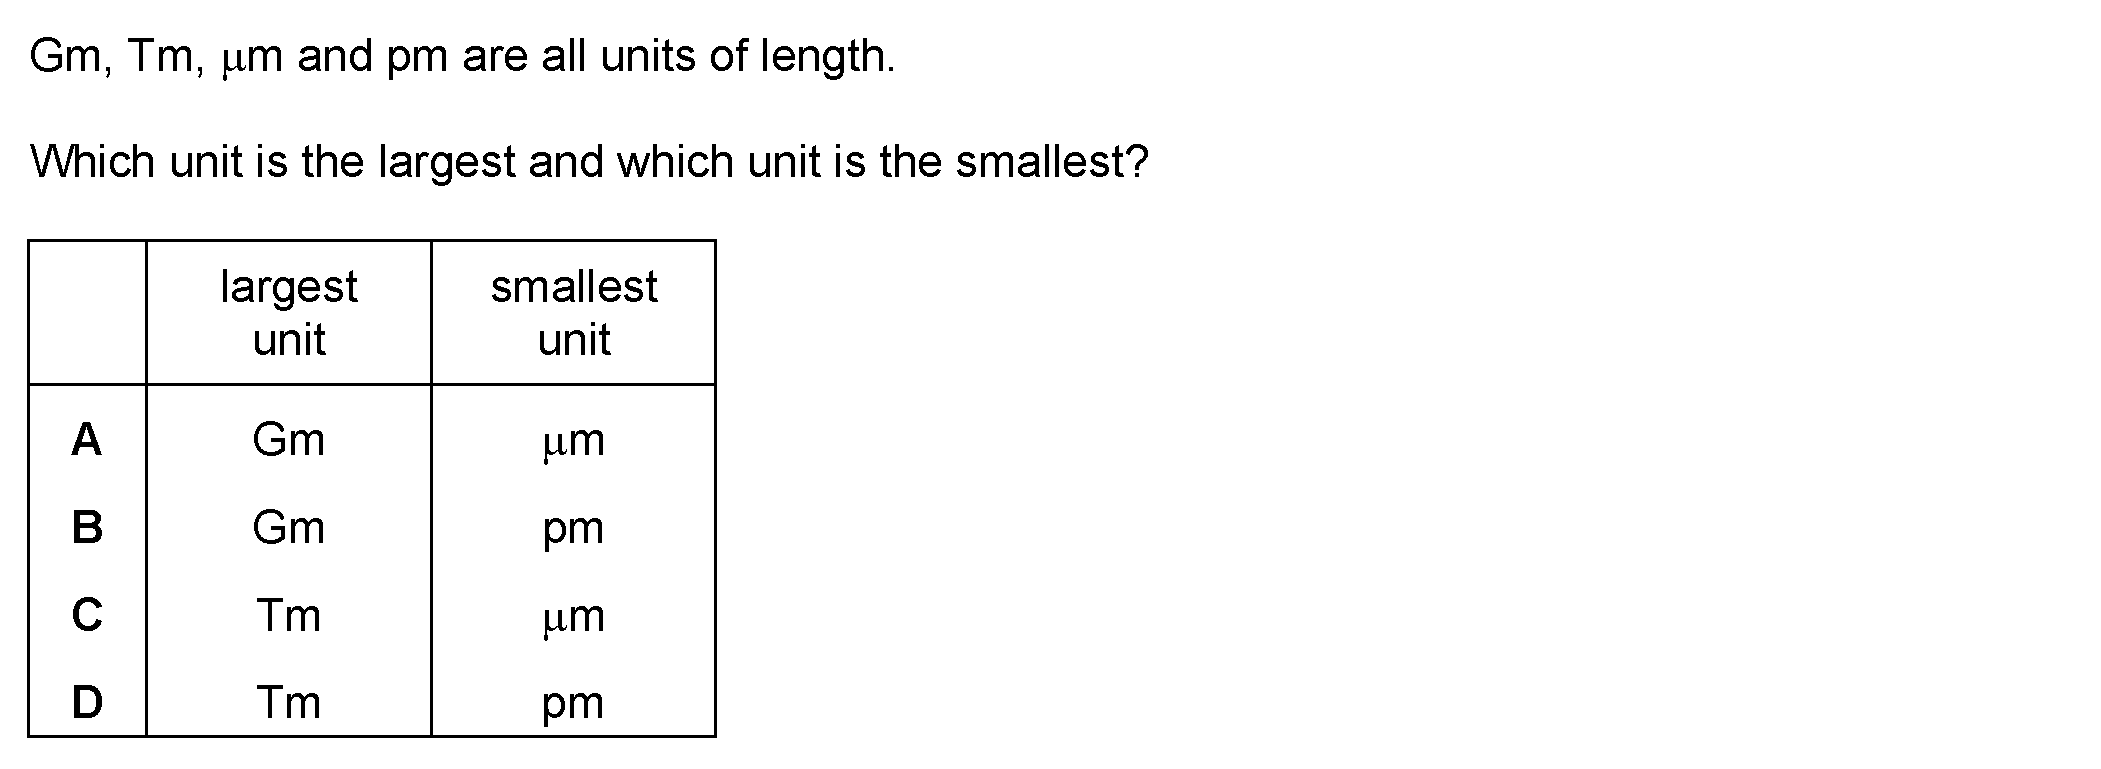 Gm, Tm, μm and pm are all units of length.
Which unit is the largest and which unit is the smallest?
largest unit smallest unit
A Gm μm
B Gm pm
C Tm μm
D Tm pm